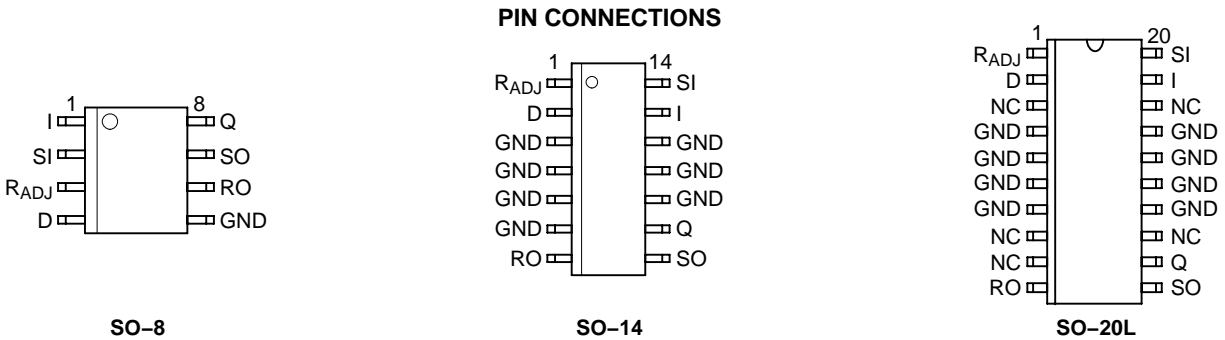 PIN CONNECTIONS
1 8
I Q
SI SO
RADJ RO
D GND
SO–8
1 14
RADJ SI
D I
GND GND
GND GND
GND GND
GND Q
RO SO
SO–14
1 20
RADJ SI
D I
NC NC
GND GND
GND GND
GND GND
GND GND
NC NC
NC Q
RO SO
SO–20L